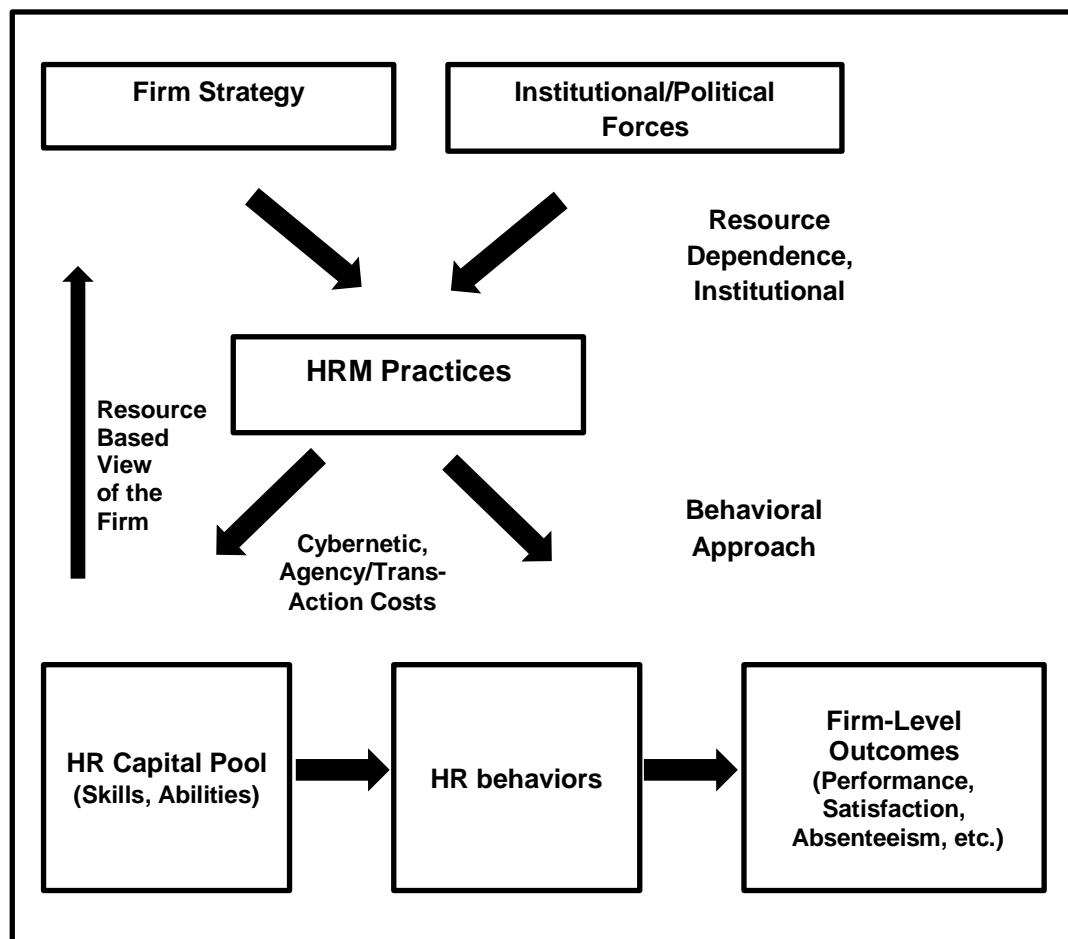 Firm Strategy
Institutional/Political
Forces
Resource
Dependence,
Institutional
HRM Practices
Resource
Based
View
of the
Firm
Cybernetic,
Agency/Trans-
Action Costs
Behavioral
Approach
HR Capital Pool
(Skills, Abilities)
HR behaviors
Firm-Level
Outcomes
(Performance,
Satisfaction,
Absenteeism, etc.)